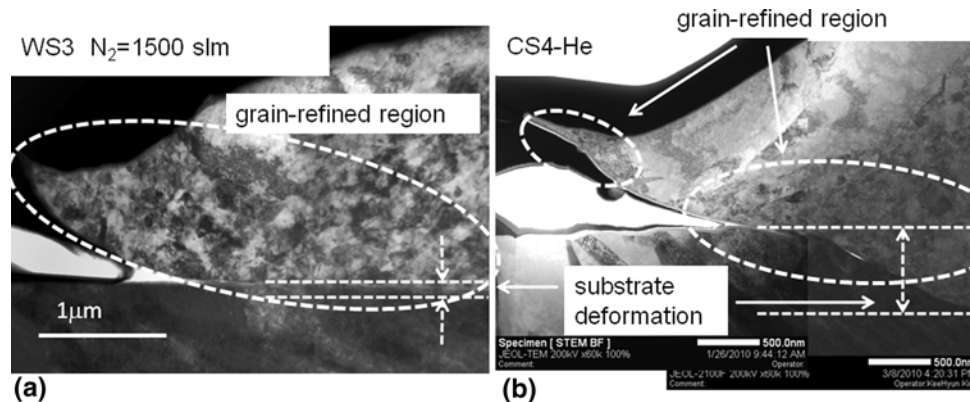 WS3 N₂=1500 slm
grain-refined region
1μm
(a)
grain-refined region
CS4-He
substrate
deformation
500.0nm
Specimen [ STEM BF ]
JEOL-TEM 200kV x60k 100%
1/26/2010 9:44:12 AM
Comment:
Operator:
500.0nm
JEOL-2100F 200kV x60k 100%
3/8/2010 4:20:31 PM
Comment:
Operator:KeeHyun Ki
(b)